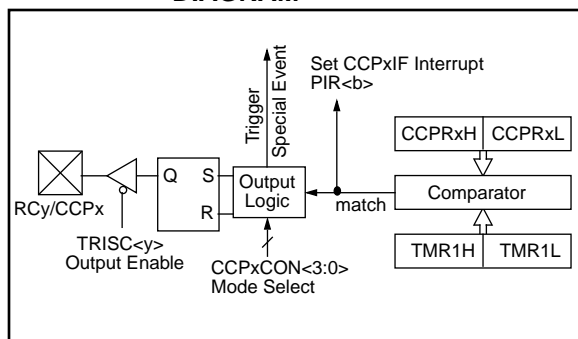 DIAGRAM
Set CCPxIF Interrupt
PIR<b>
Trigger
Special Event
CCPRxH CCPRxL
Q S
R
Output
Logic
match
Comparator
RCy/CCPx
TRISC<y>
Output Enable
CCPxCON<3:0>
Mode Select
TMR1H TMR1L